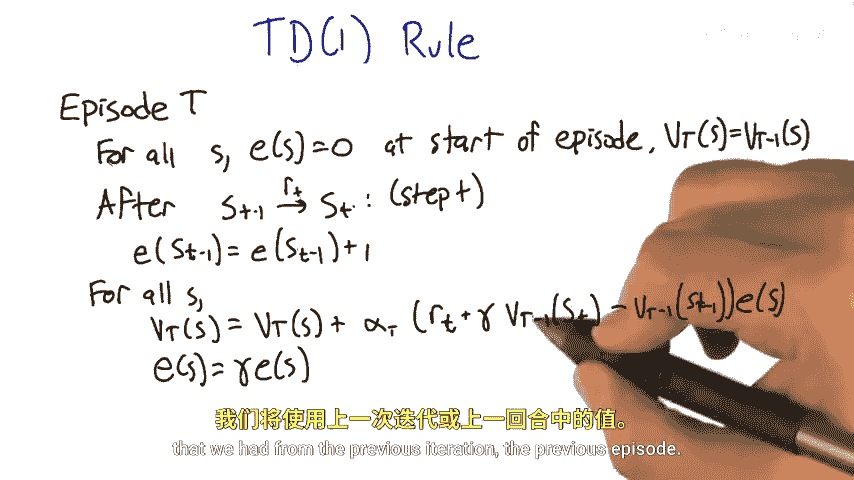 TD(1) Rule
Episode T
For all s, e(s)=0 at start of episode, VT(s)=VT-1(s)
After St-1 →rt St : (step t)
e(St-1) = e(St-1)+1
For all s,
VT(s) = VT(s) + αT (rt + γ VT-1(St) − VT-1(St-1)) e(s)
e(s) = γe(s)
我们将使用上一次迭代或上一回合中的值。
that we had from the previous iteration, the previous episode.